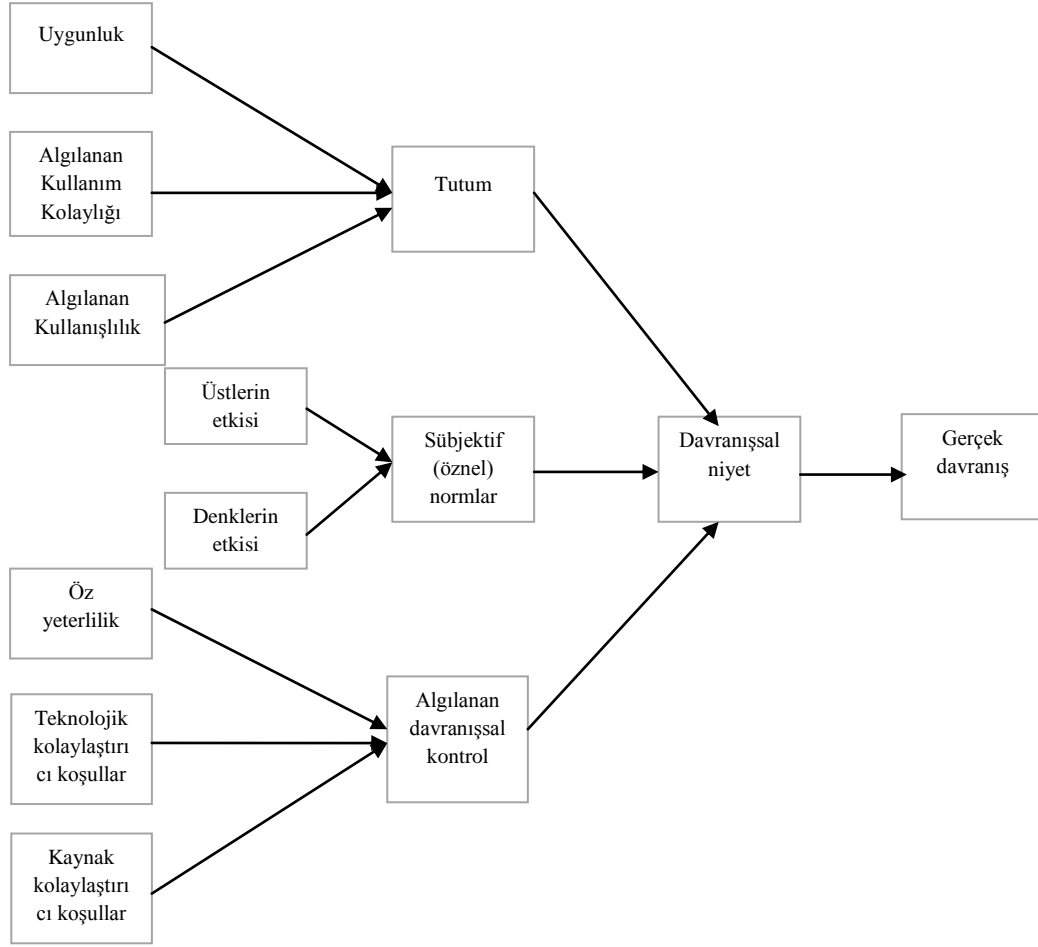 Uygunluk
Algılanan
Kullanım
Kolaylığı
Tutum
Algılanan
Kullanışlılık
Üstlerin
etkisi
Sübjektif
(öznel)
normlar
Davranışsal
niyet
Gerçek
davranış
Denklerin
etkisi
Öz
yeterlilik
Teknolojik
kolaylaştırı
cı koşullar
Algılanan
davranışsal
kontrol
Kaynak
kolaylaştırı
cı koşullar